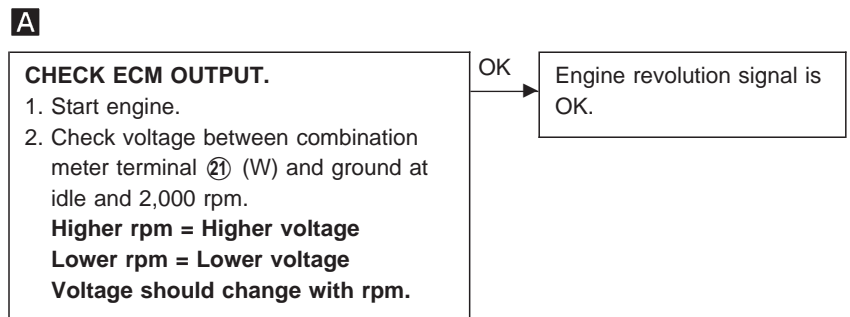 A
CHECK ECM OUTPUT.
1. Start engine.
2. Check voltage between combination
meter terminal ㉑ (W) and ground at
idle and 2,000 rpm.
Higher rpm = Higher voltage
Lower rpm = Lower voltage
Voltage should change with rpm.
OK
Engine revolution signal is
OK.